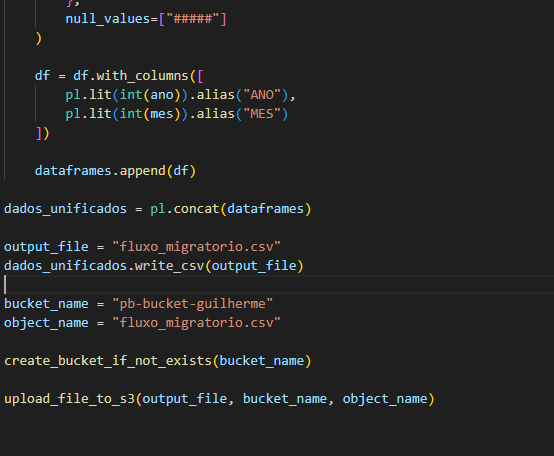 },
null_values=["#####"]
)
df = df.with_columns([
pl.lit(int(ano)).alias("ANO"),
pl.lit(int(mes)).alias("MES")
])
dataframes.append(df)
dados_unificados = pl.concat(dataframes)
output_file = "fluxo_migratorio.csv"
dados_unificados.write_csv(output_file)
bucket_name = "pb-bucket-guilherme"
object_name = "fluxo_migratorio.csv"
create_bucket_if_not_exists(bucket_name)
upload_file_to_s3(output_file, bucket_name, object_name)